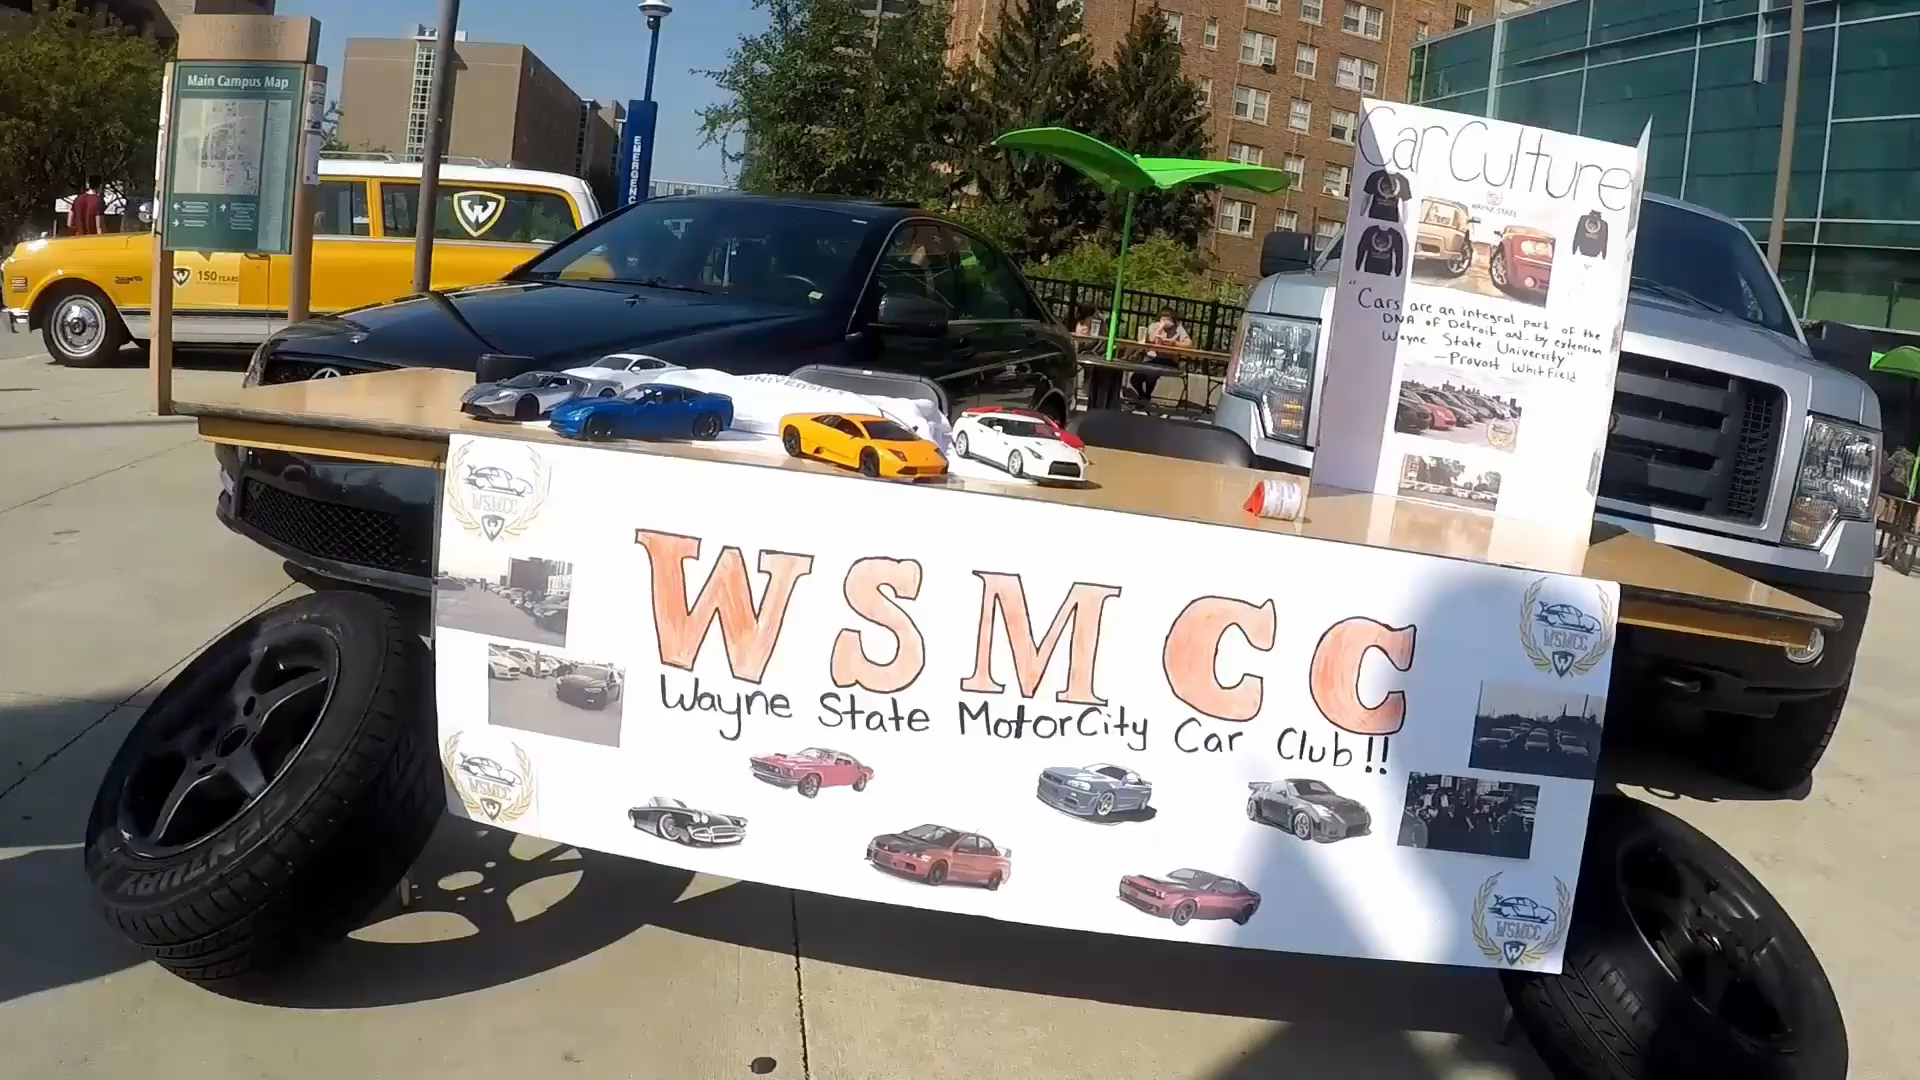 Main Campus Map
EMERGENC
150 YEARS
Car Culture
WAYNE STATE
"Cars are an integral part of the
DNA of Detroit and by extension
Wayne State University"
—Provost Whitfield
UNIVERSITY
WSMCC
WSMCC
Wayne State MotorCity Car Club!!
WSMCC
WSMCC
WSMCC
CENTURY